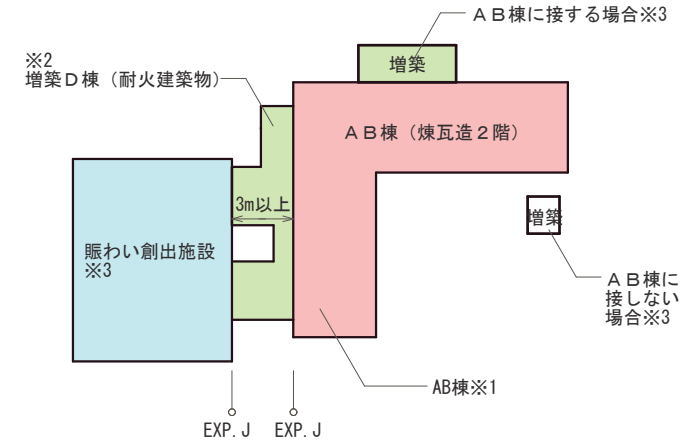 ＡＢ棟に接する場合※3
※2
増築Ｄ棟（耐火建築物）
増築
ＡＢ棟（煉瓦造２階）
3m以上
増築
賑わい創出施設
※3
ＡＢ棟に
接しない
場合※3
AB棟※1
EXP.J EXP.J